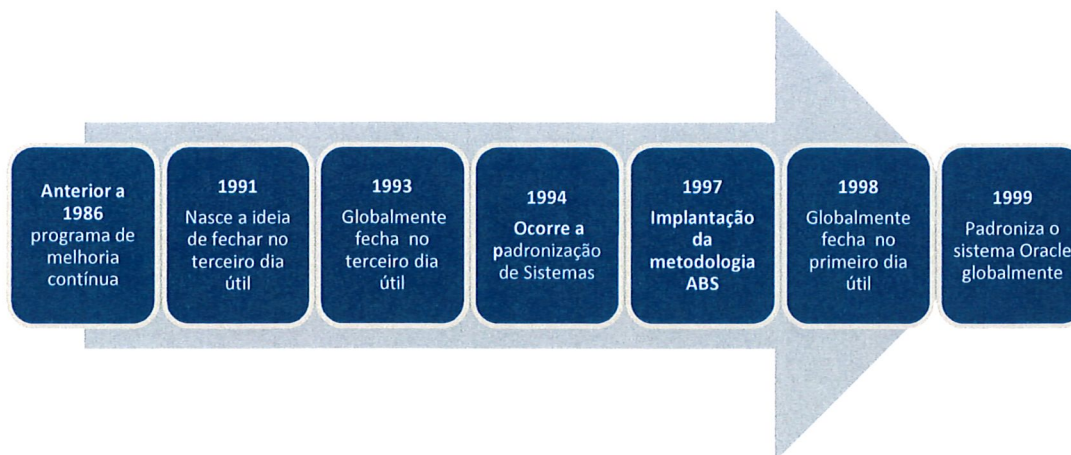 Anterior a
1986
programa de
melhoria
contínua
1991
Nasce a ideia
de fechar no
terceiro dia
útil
1993
Globalmente
fecha no
terceiro dia
útil
1994
Ocorre a
padronização
de Sistemas
1997
Implantação
da
metodologia
ABS
1998
Globalmente
fecha no
primeiro dia
útil
1999
Padroniza o
sistema Oracle
globalmente